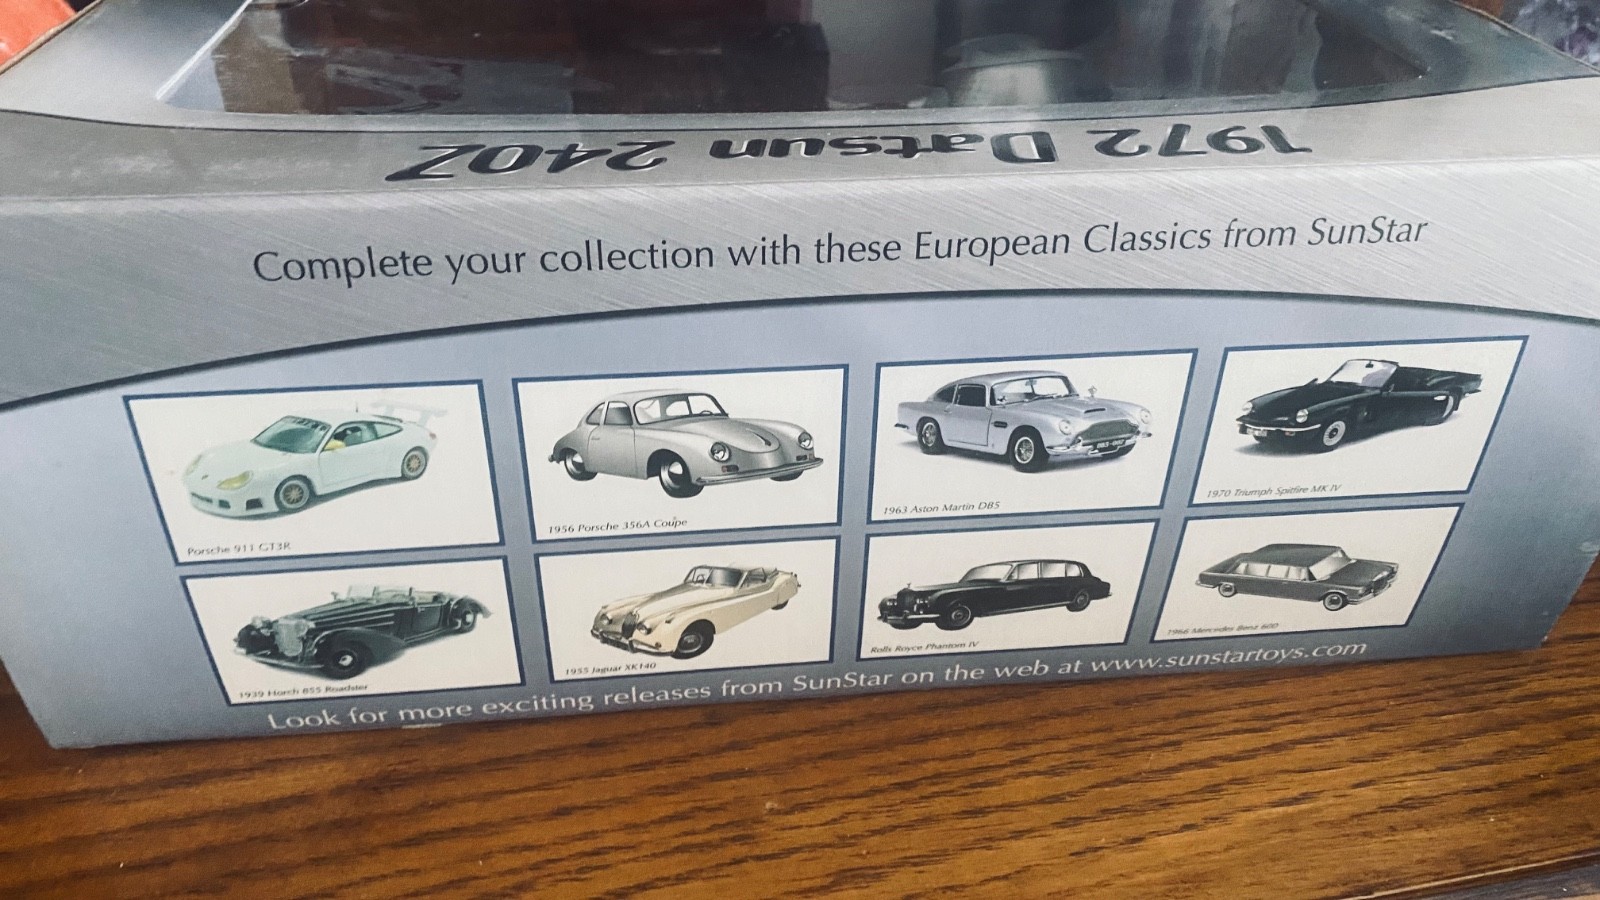 1972 Datsun 240Z
Complete your collection with these European Classics from SunStar
Porsche 911 GT3R
1956 Porsche 356A Coupe
1963 Aston Martin DB5
1970 Triumph Spitfire MK IV
1939 Horch 855 Roadster
1955 Jaguar XK140
Rolls Royce Phantom IV
1966 Mercedes Benz 600
Look for more exciting releases from SunStar on the web at www.sunstartoys.com